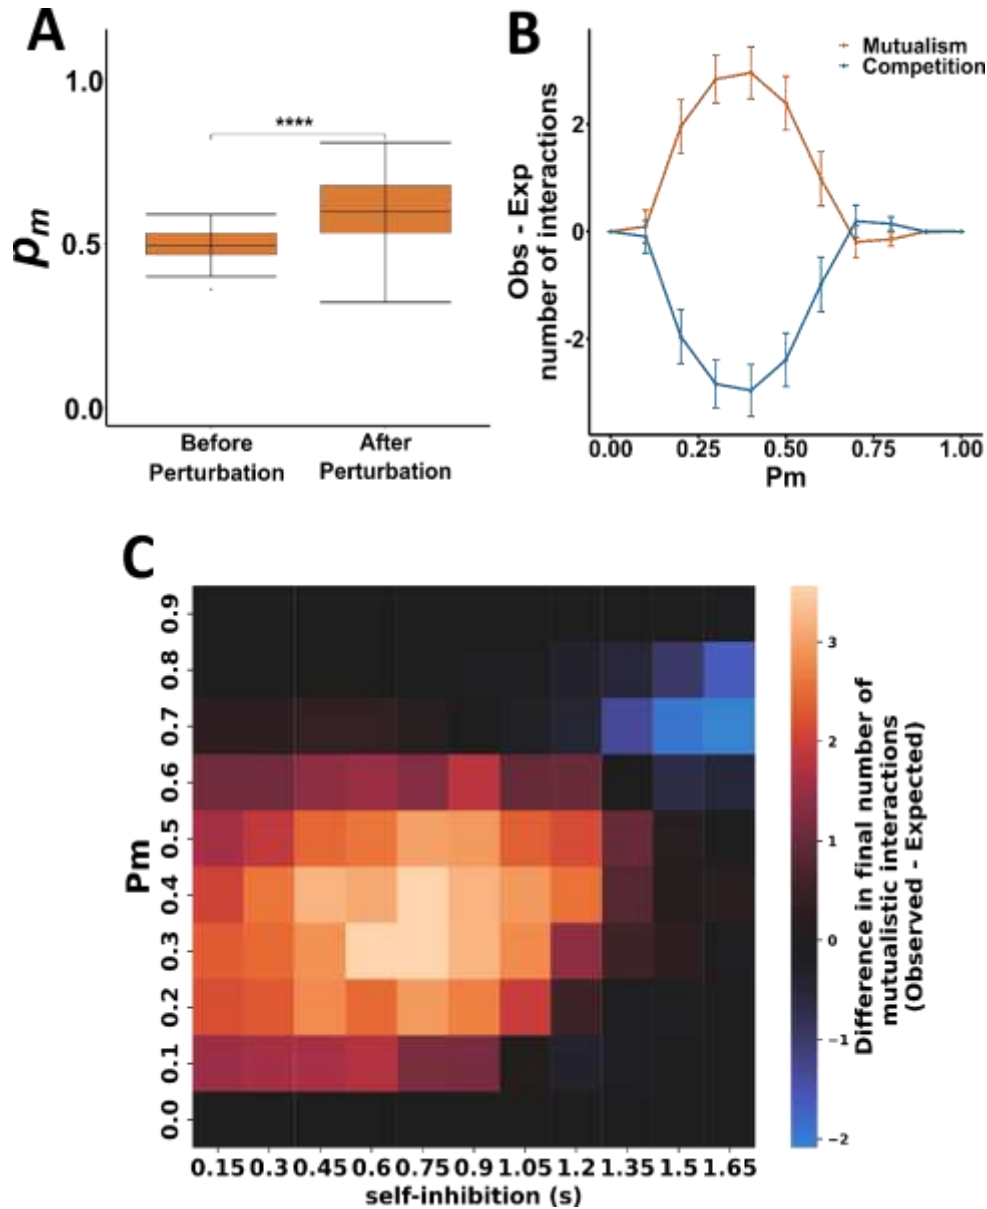 A
1.0
0.5
0.0
pm
****
Before
Perturbation
After
Perturbation
B
Mutualism
Competition
Obs - Exp
number of interactions
2
0
-2
0.00 0.25 0.50 0.75 1.00
Pm
C
Pm
0.9
0.8
0.7
0.6
0.5
0.4
0.3
0.2
0.1
0.0
0.15 0.3 0.45 0.6 0.75 0.9 1.05 1.2 1.35 1.5 1.65
self-inhibition (s)
3
2
1
0
−1
−2
Difference in final number of
mutualistic interactions
(Observed - Expected)